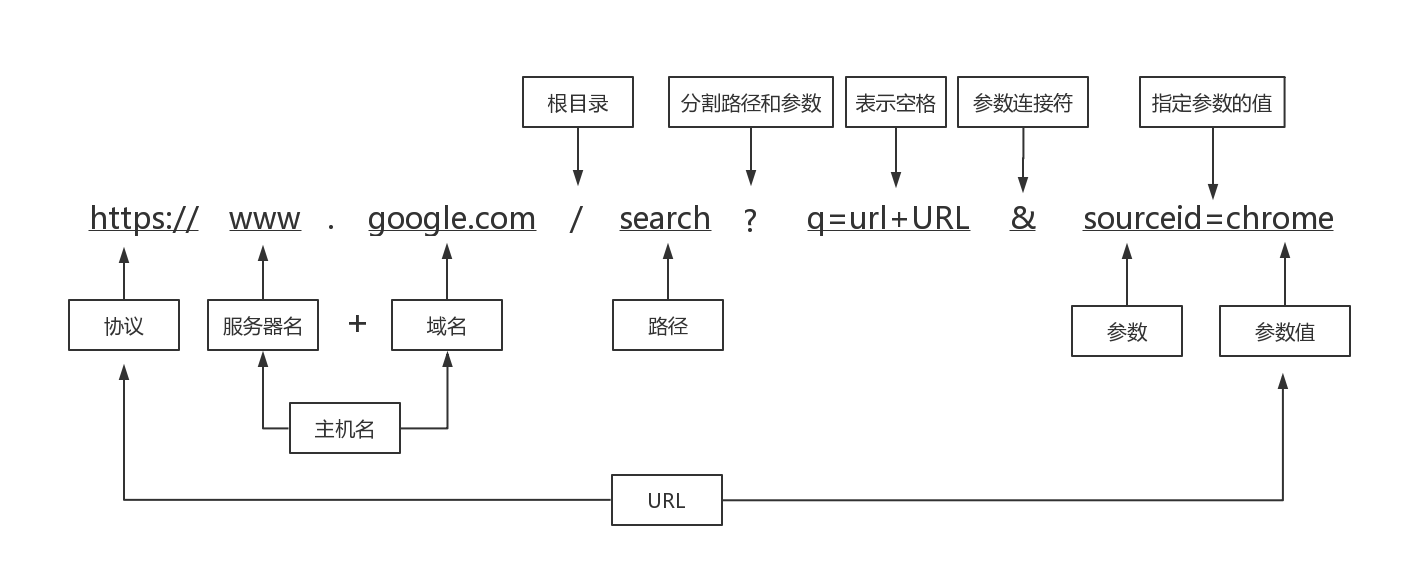 根目录 分割路径和参数 表示空格 参数连接符 指定参数的值
https:// www . google.com / search ? q=url+URL & sourceid=chrome
协议 服务器名 + 域名 路径 参数 参数值
主机名
URL